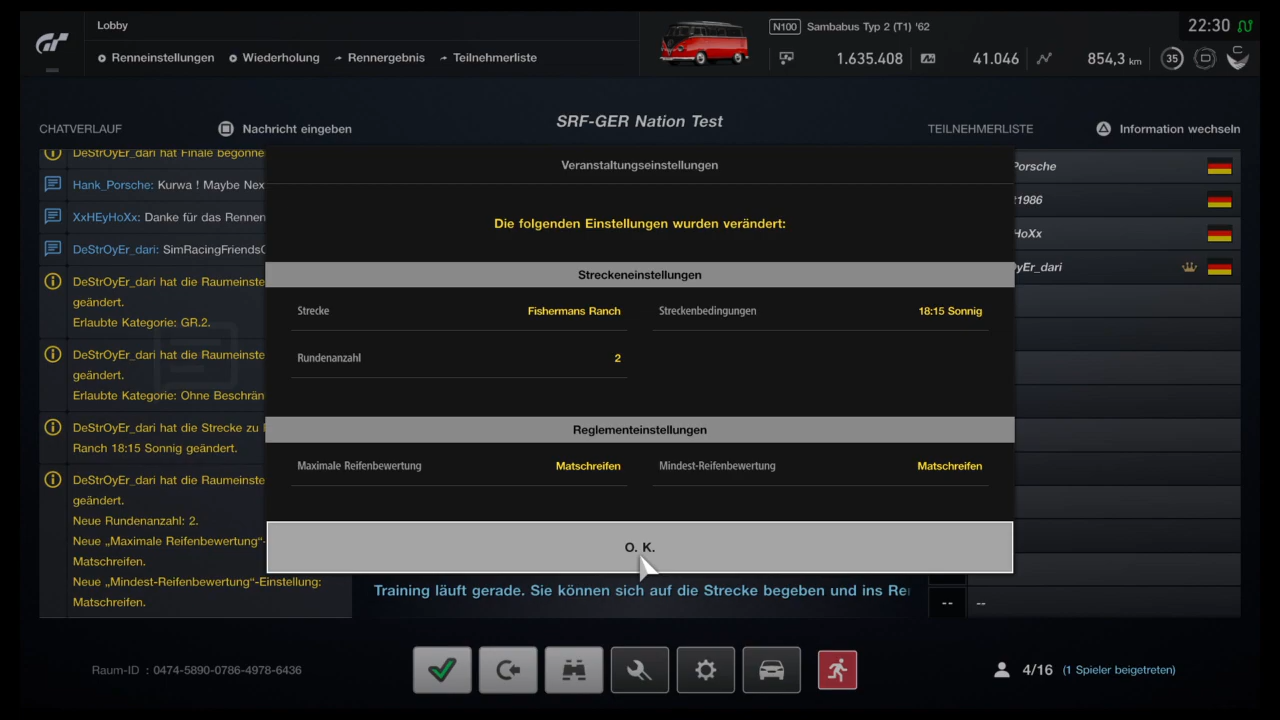 Lobby
Renneinstellungen
Wiederholung
Rennergebnis
Teilnehmerliste
N100
Sambabus Typ 2 (T1) '62
1.635.408
41.046
854,3 km
35
D
C
22:30
CHATVERLAUF
Nachricht eingeben
SRF-GER Nation Test
TEILNEHMERLISTE
Information wechseln
DeStrOyEr_dari hat Finale begonne
Hank_Porsche: Kurwa ! Maybe Nex
XxHEyHoXx: Danke für das Rennen
DeStrOyEr_dari: SimRacingFriends
DeStrOyEr_dari hat die Raumeinste
geändert.
Erlaubte Kategorie: GR.2.
DeStrOyEr_dari hat die Raumeinste
geändert.
Erlaubte Kategorie: Ohne Beschrän
DeStrOyEr_dari hat die Strecke zu
Ranch 18:15 Sonnig geändert.
DeStrOyEr_dari hat die Raumeinste
geändert.
Neue Rundenanzahl: 2.
Neue „Maximale Reifenbewertung“-
Matschreifen.
Neue „Mindest-Reifenbewertung“-Einstellung:
Matschreifen.
Veranstaltungseinstellungen
Die folgenden Einstellungen wurden verändert:
Streckeneinstellungen
Strecke
Fishermans Ranch
Streckenbedingungen
18:15 Sonnig
Rundenanzahl
2
Reglementeinstellungen
Maximale Reifenbewertung
Matschreifen
Mindest-Reifenbewertung
Matschreifen
O. K.
Porsche
1986
HoXx
yEr_dari
Training läuft gerade. Sie können sich auf die Strecke begeben und ins Rer
-- --
Raum-ID : 0474-5890-0786-4978-6436
4/16 (1 Spieler beigetreten)